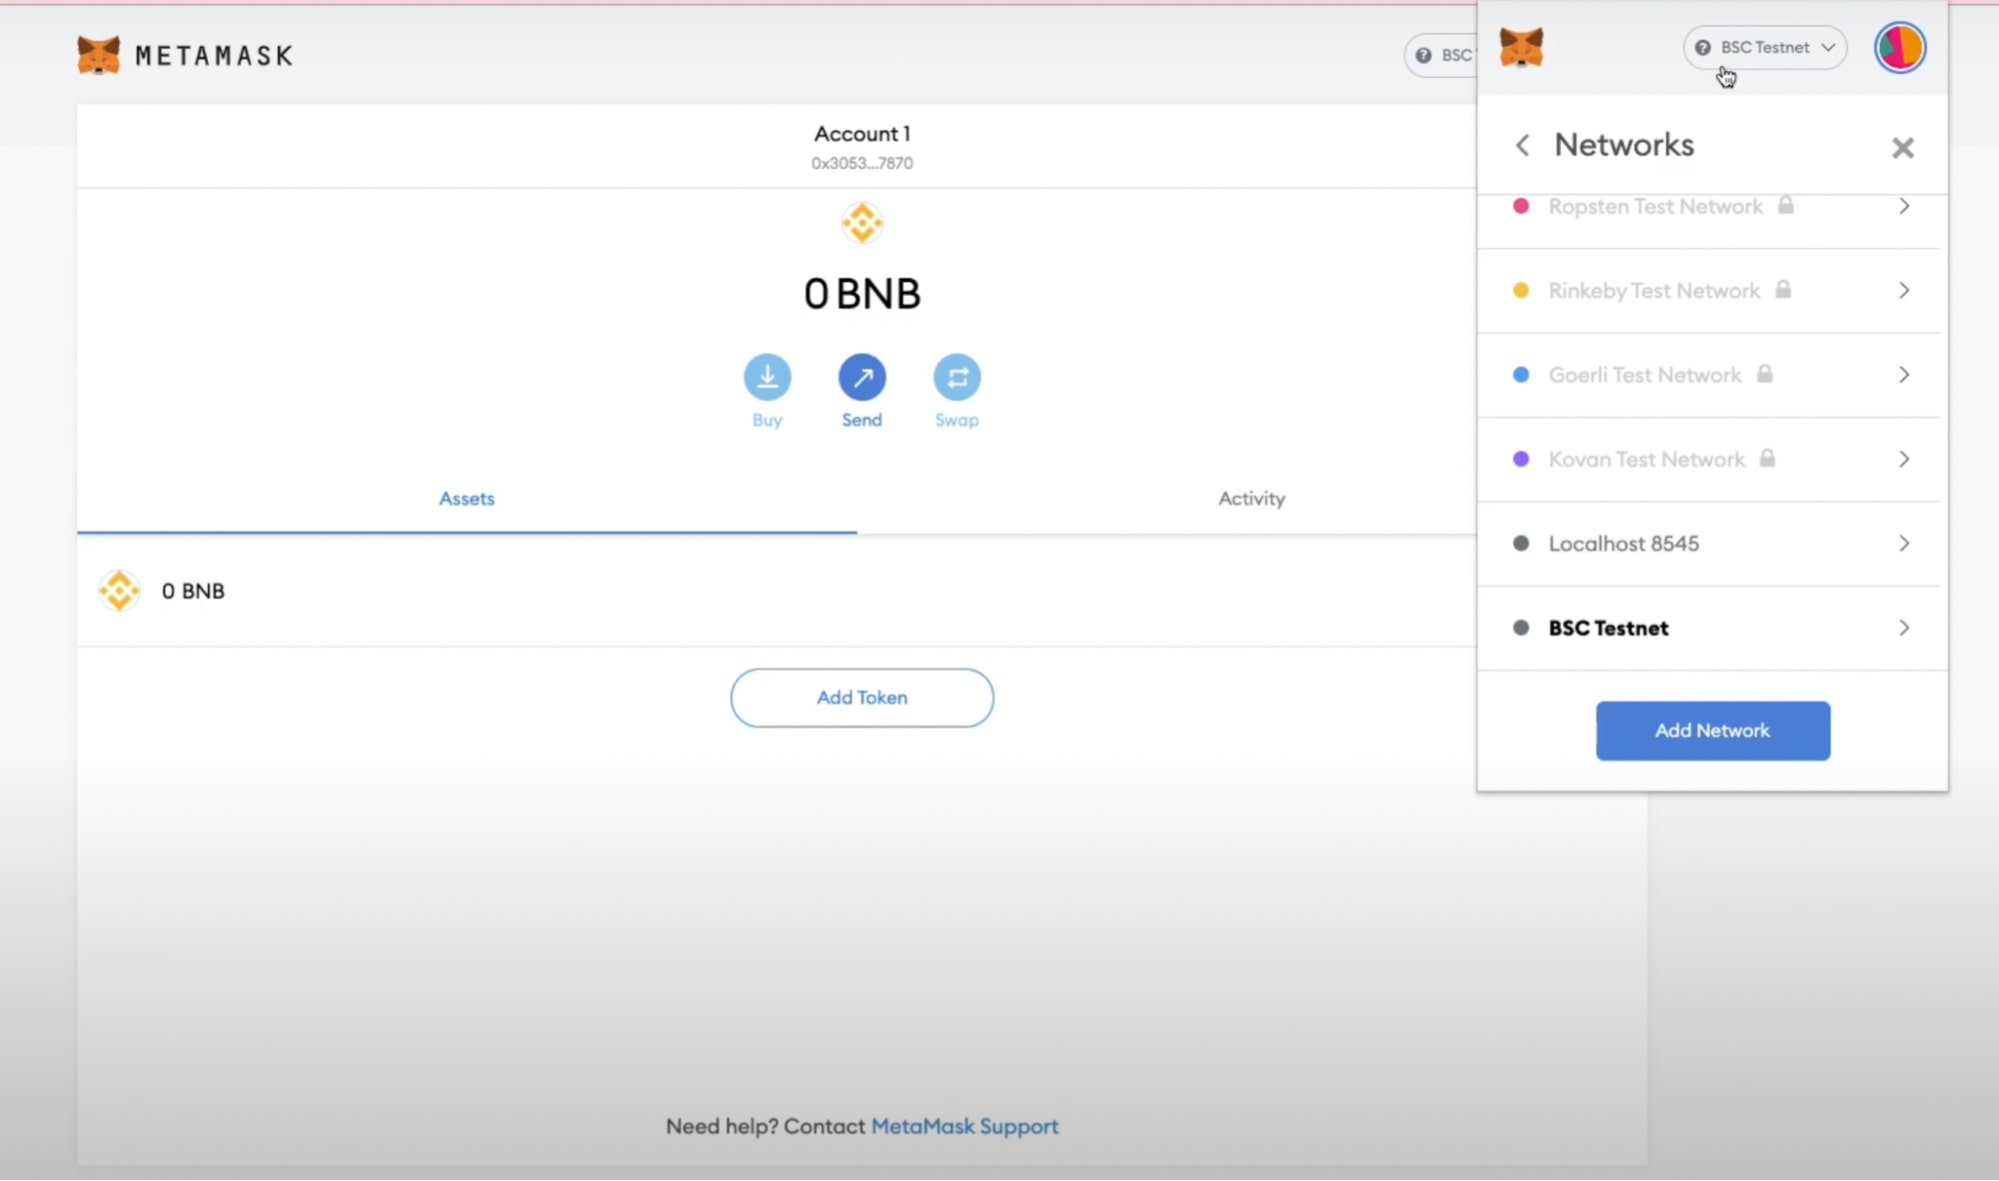 METAMASK
BSC
Account 1
0x3053...7870
0 BNB
Buy
Send
Swap
Assets
Activity
0 BNB
Add Token
Need help? Contact MetaMask Support
BSC Testnet
Networks
Ropsten Test Network
Rinkeby Test Network
Goerli Test Network
Kovan Test Network
Localhost 8545
BSC Testnet
Add Network